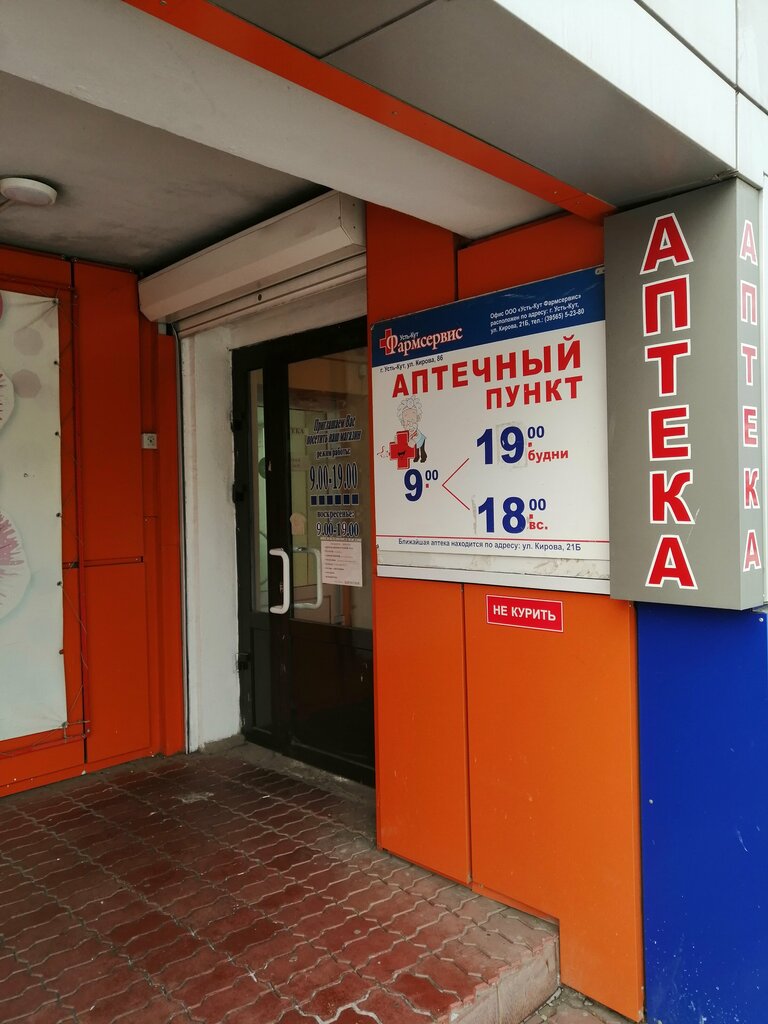 Усть-Кут
Фармсервис
Офис ООО «Усть-Кут Фармсервис»
расположен по адресу: г. Усть-Кут,
ул. Кирова, 21Б, тел.: (39565) 5-23-80
г. Усть-Кут, ул. Кирова, 86
АПТЕЧНЫЙ
ПУНКТ
9.00
19.00
будни
18.00
вс.
Ближайшая аптека находится по адресу: ул. Кирова, 21Б
НЕ КУРИТЬ
АПТЕКА
АПТЕКА
Приглашаем Вас
посетить наш магазин
режим работы:
9.00-19.00
воскресенье:
9.00-19.00